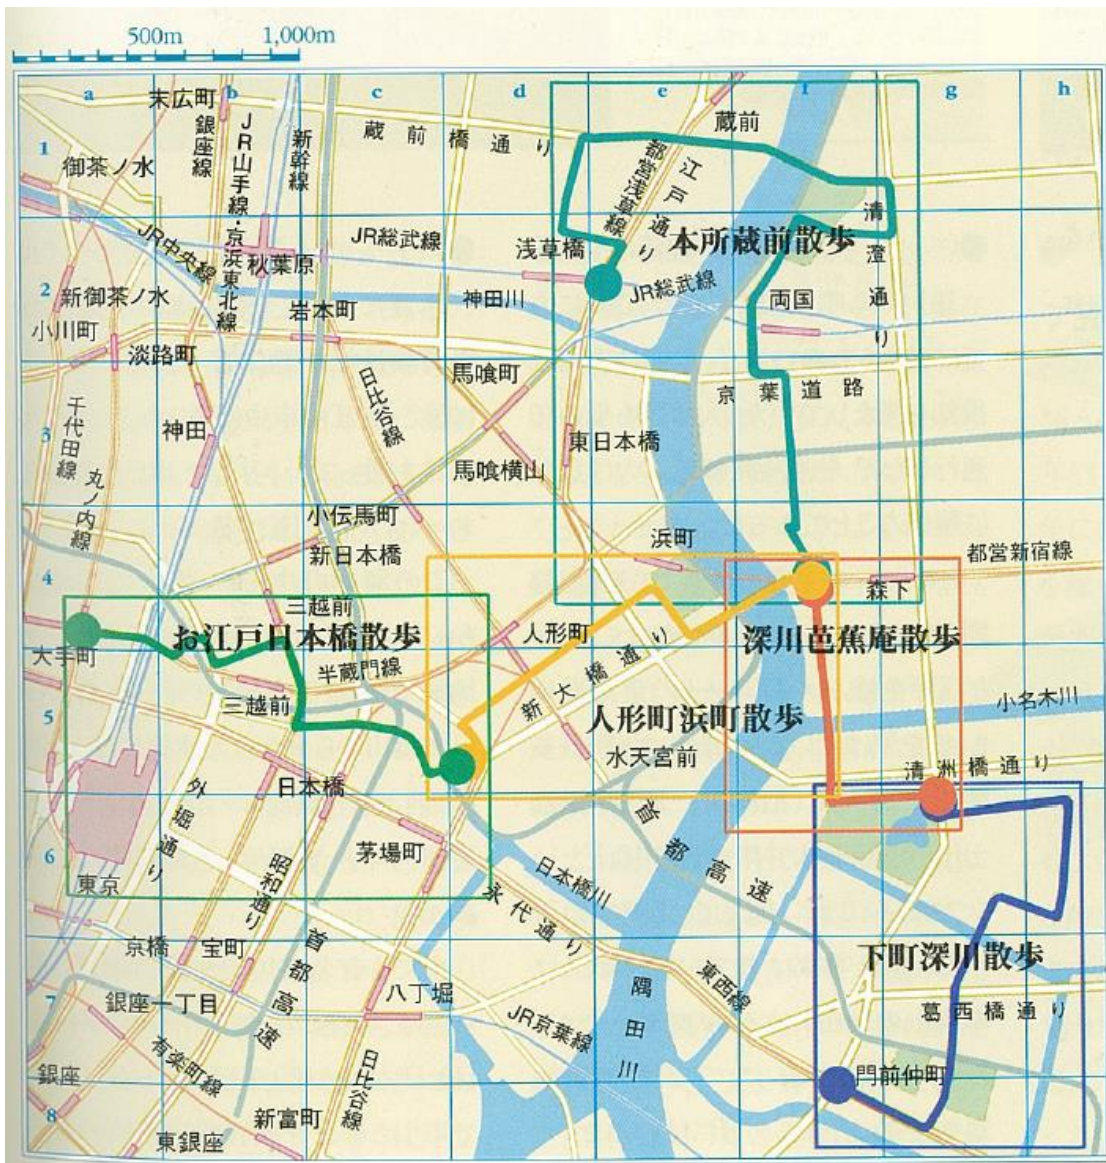 500m
1,000m
a
b
c
d
e
f
g
h
1
2
3
4
5
6
7
8
末広町
銀座線
JR山手線・京浜東北線
新幹線
蔵前橋通り
蔵前
都営浅草線
江戸通り
御茶ノ水
JR中央線
秋葉原
JR総武線
浅草橋
本所蔵前散歩
清澄通り
新御茶ノ水
神田川
JR総武線
両国
小川町
岩本町
淡路町
馬喰町
京葉道路
千代田線
丸ノ内線
神田
日比谷線
東日本橋
馬喰横山
小伝馬町
新日本橋
浜町
都営新宿線
森下
三越前
お江戸日本橋散歩
人形町
深川芭蕉庵散歩
大手町
半蔵門線
新大橋通り
三越前
人形町浜町散歩
小名木川
水天宮前
清洲橋通り
日本橋
外堀通り
首都高速
茅場町
東京
昭和通り
日本橋川
永代通り
京橋
宝町
首都高速
下町深川散歩
八丁堀
隅田川
東西線
葛西橋通り
銀座一丁目
JR京葉線
有楽町線
銀座
日比谷線
門前仲町
新富町
東銀座